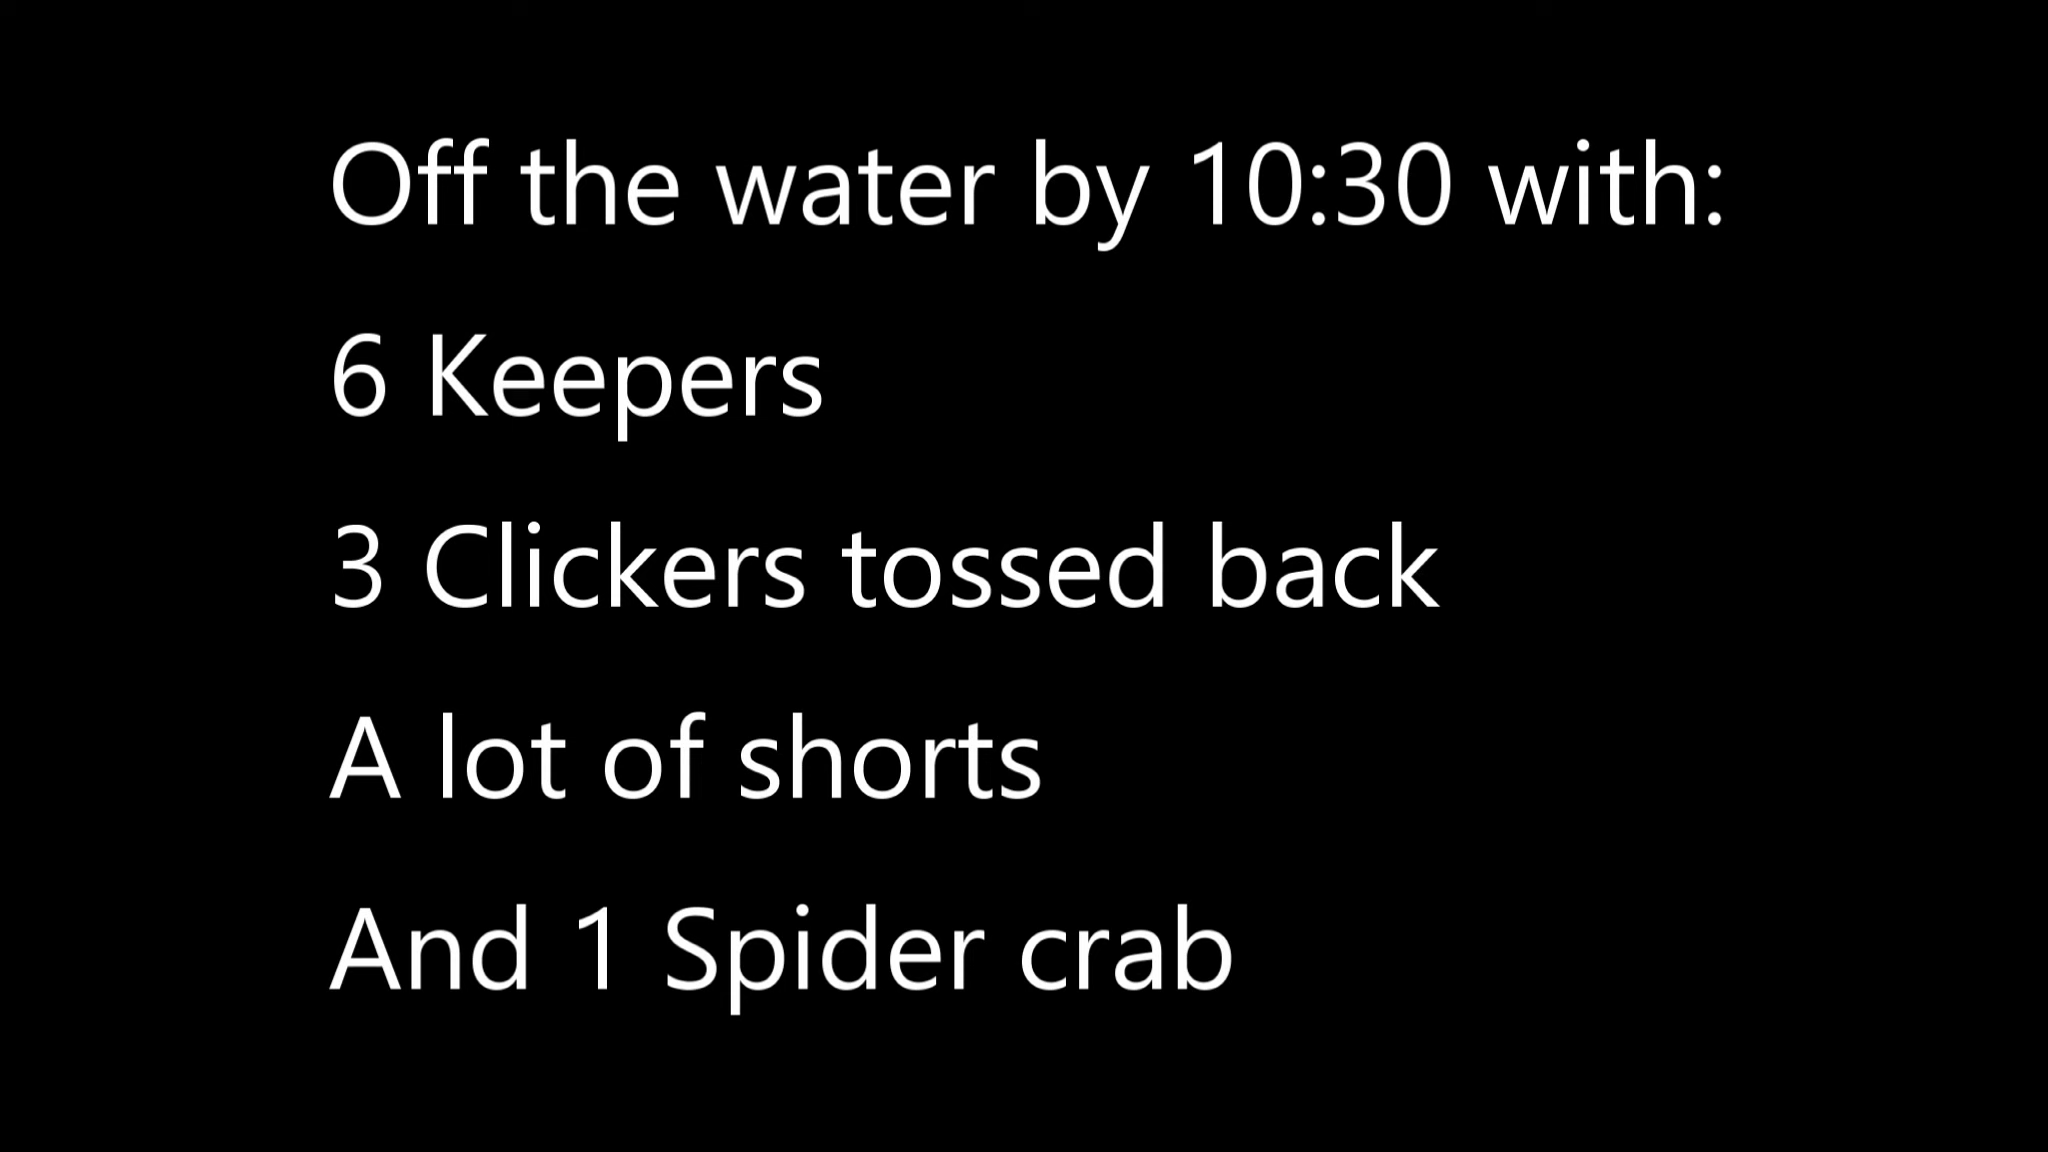 Off the water by 10:30 with:
6 Keepers
3 Clickers tossed back
A lot of shorts
And 1 Spider crab